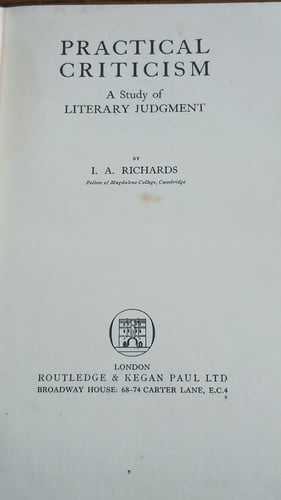 PRACTICAL
CRITICISM
A Study of
LITERARY JUDGMENT
BY
I. A. RICHARDS
Fellow of Magdalene College, Cambridge
LONDON
ROUTLEDGE & KEGAN PAUL LTD
BROADWAY HOUSE: 68-74 CARTER LANE, E.C.4